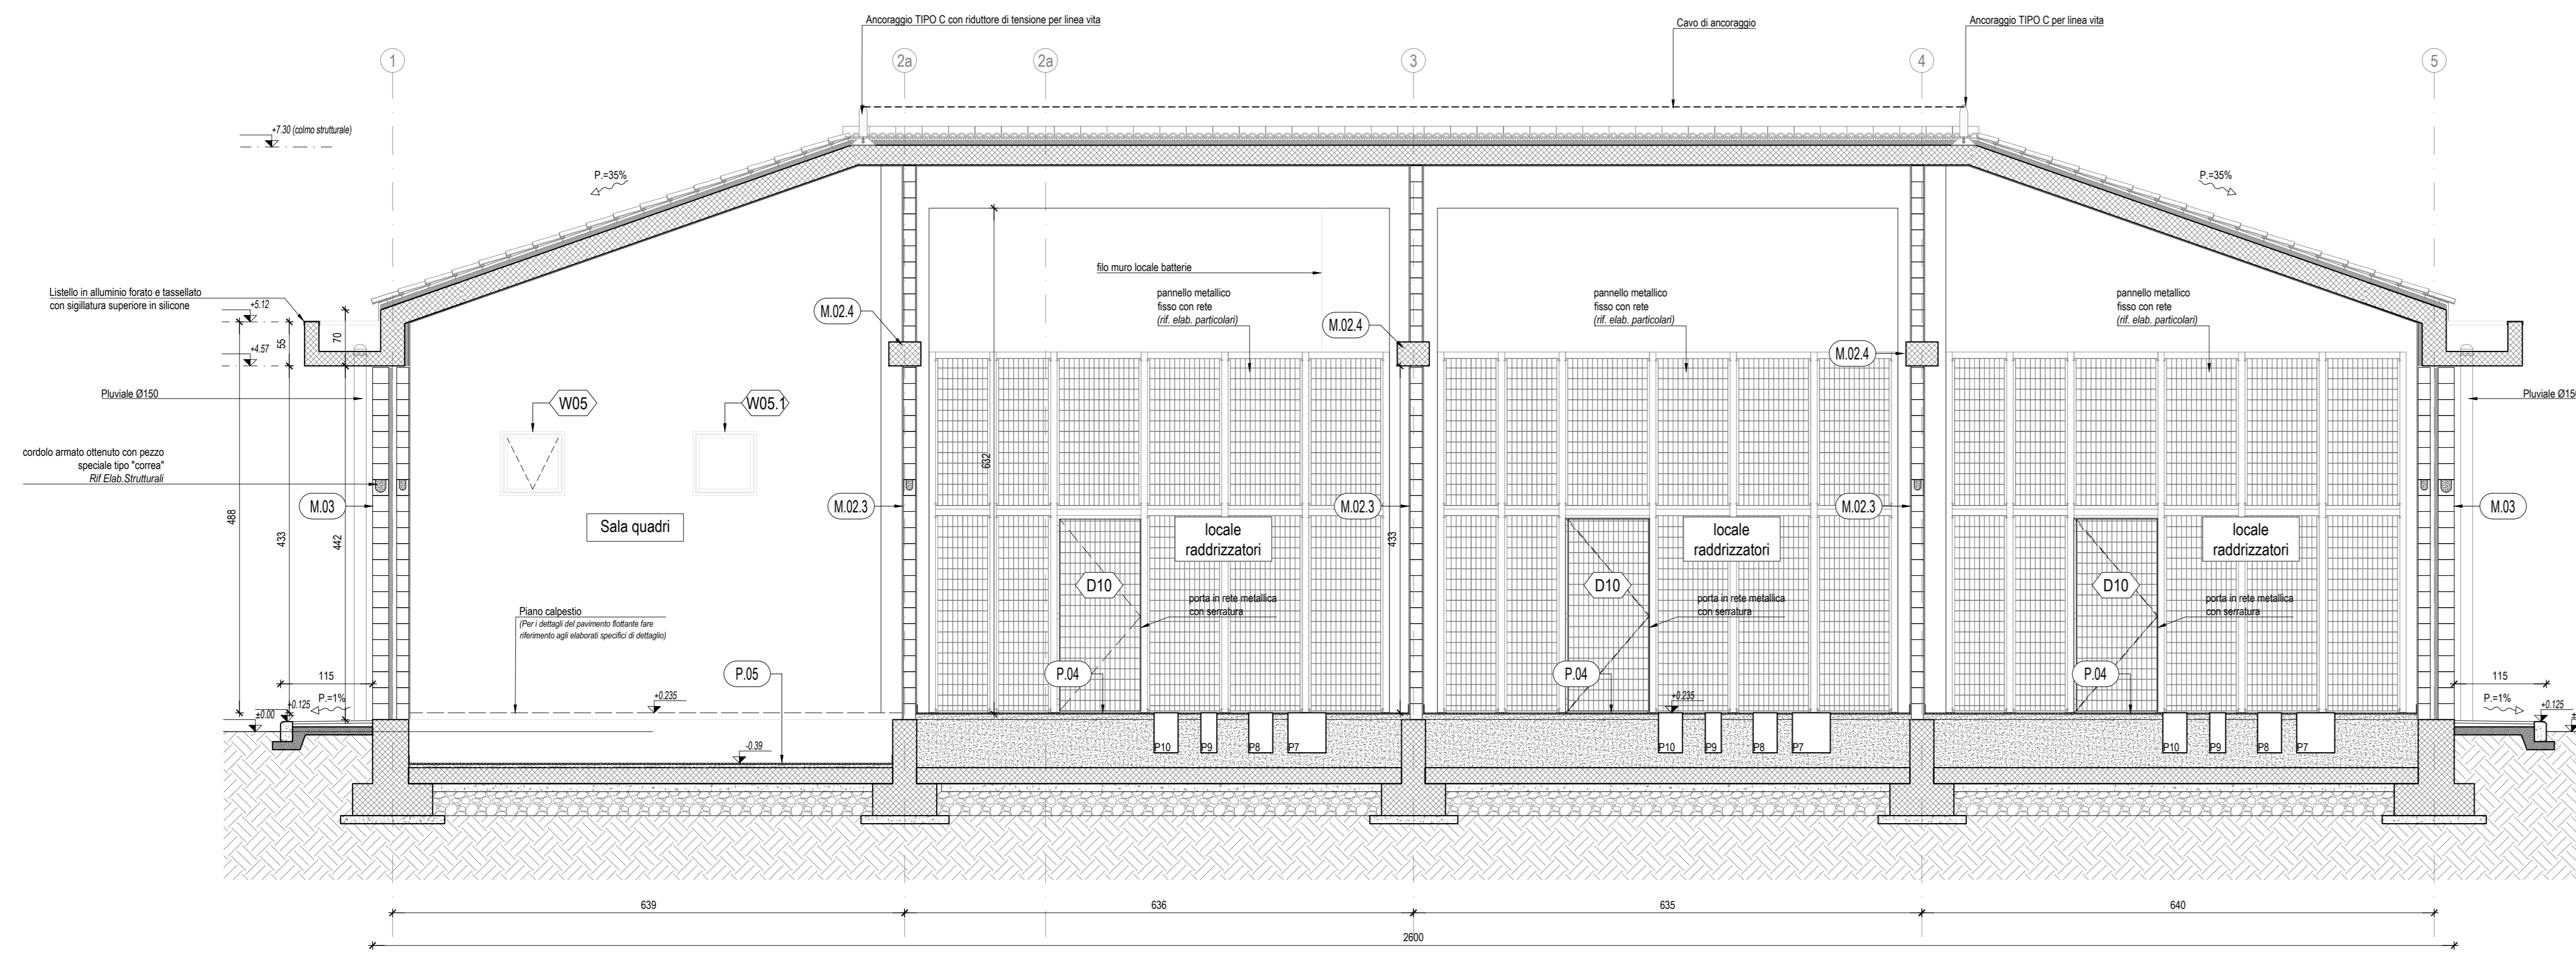 Ancoraggio TIPO C con riduttore di tensione per linea vita
Cavo di ancoraggio
Ancoraggio TIPO C per linea vita
1
2a
2a
3
4
5
+7.30 (colmo strutturale)
P.=35%
P.=35%
filo muro locale batterie
Listello in alluminio forato e tassellato
con sigillatura superiore in silicone
+5.12
55
70
+4.57
pannello metallico
fisso con rete
(rif. elab. particolari)
pannello metallico
fisso con rete
(rif. elab. particolari)
pannello metallico
fisso con rete
(rif. elab. particolari)
M.02.4
M.02.4
M.02.4
Pluviale Ø150
Pluviale Ø15
W05
W05.1
632
cordolo armato ottenuto con pezzo
speciale tipo "correa"
Rif Elab.Strutturali
M.03
M.02.3
M.02.3
M.02.3
M.03
488
433
442
433
Sala quadri
locale
raddrizzatori
locale
raddrizzatori
locale
raddrizzatori
D10
D10
D10
porta in rete metallica
con serratura
porta in rete metallica
con serratura
porta in rete metallica
con serratura
Piano calpestio
(Per i dettagli del pavimento flottante fare
riferimento agli elaborati specifici di dettaglio)
P.05
P.04
P.04
P.04
115
115
P.=1%
P.=1%
+0.125
±0.00
+0.235
+0.235
+0.125
±
-0.39
P10
P9
P8
P7
P10
P9
P8
P7
P10
P9
P8
P7
639
636
635
640
2600